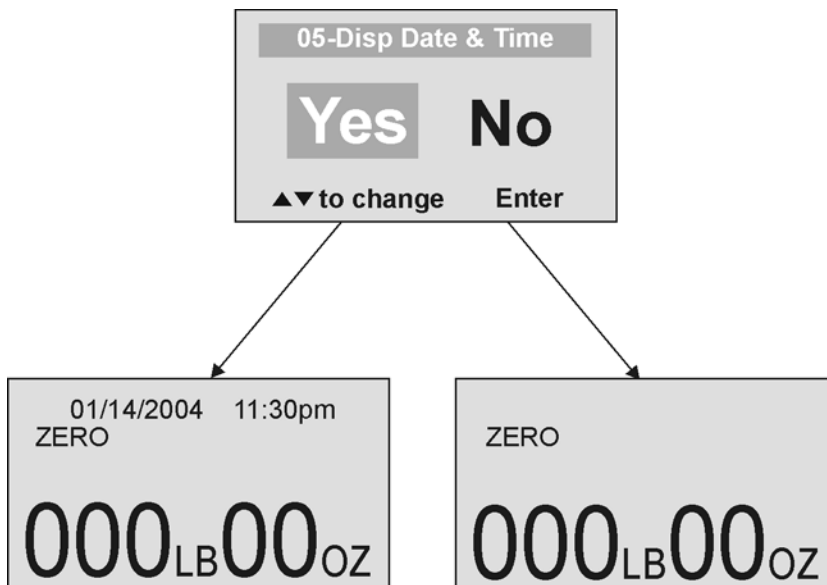 05-Disp Date & Time
Yes No
▲▼to change Enter
01/14/2004 11:30pm
ZERO
000LB00OZ
ZERO
000LB00OZ